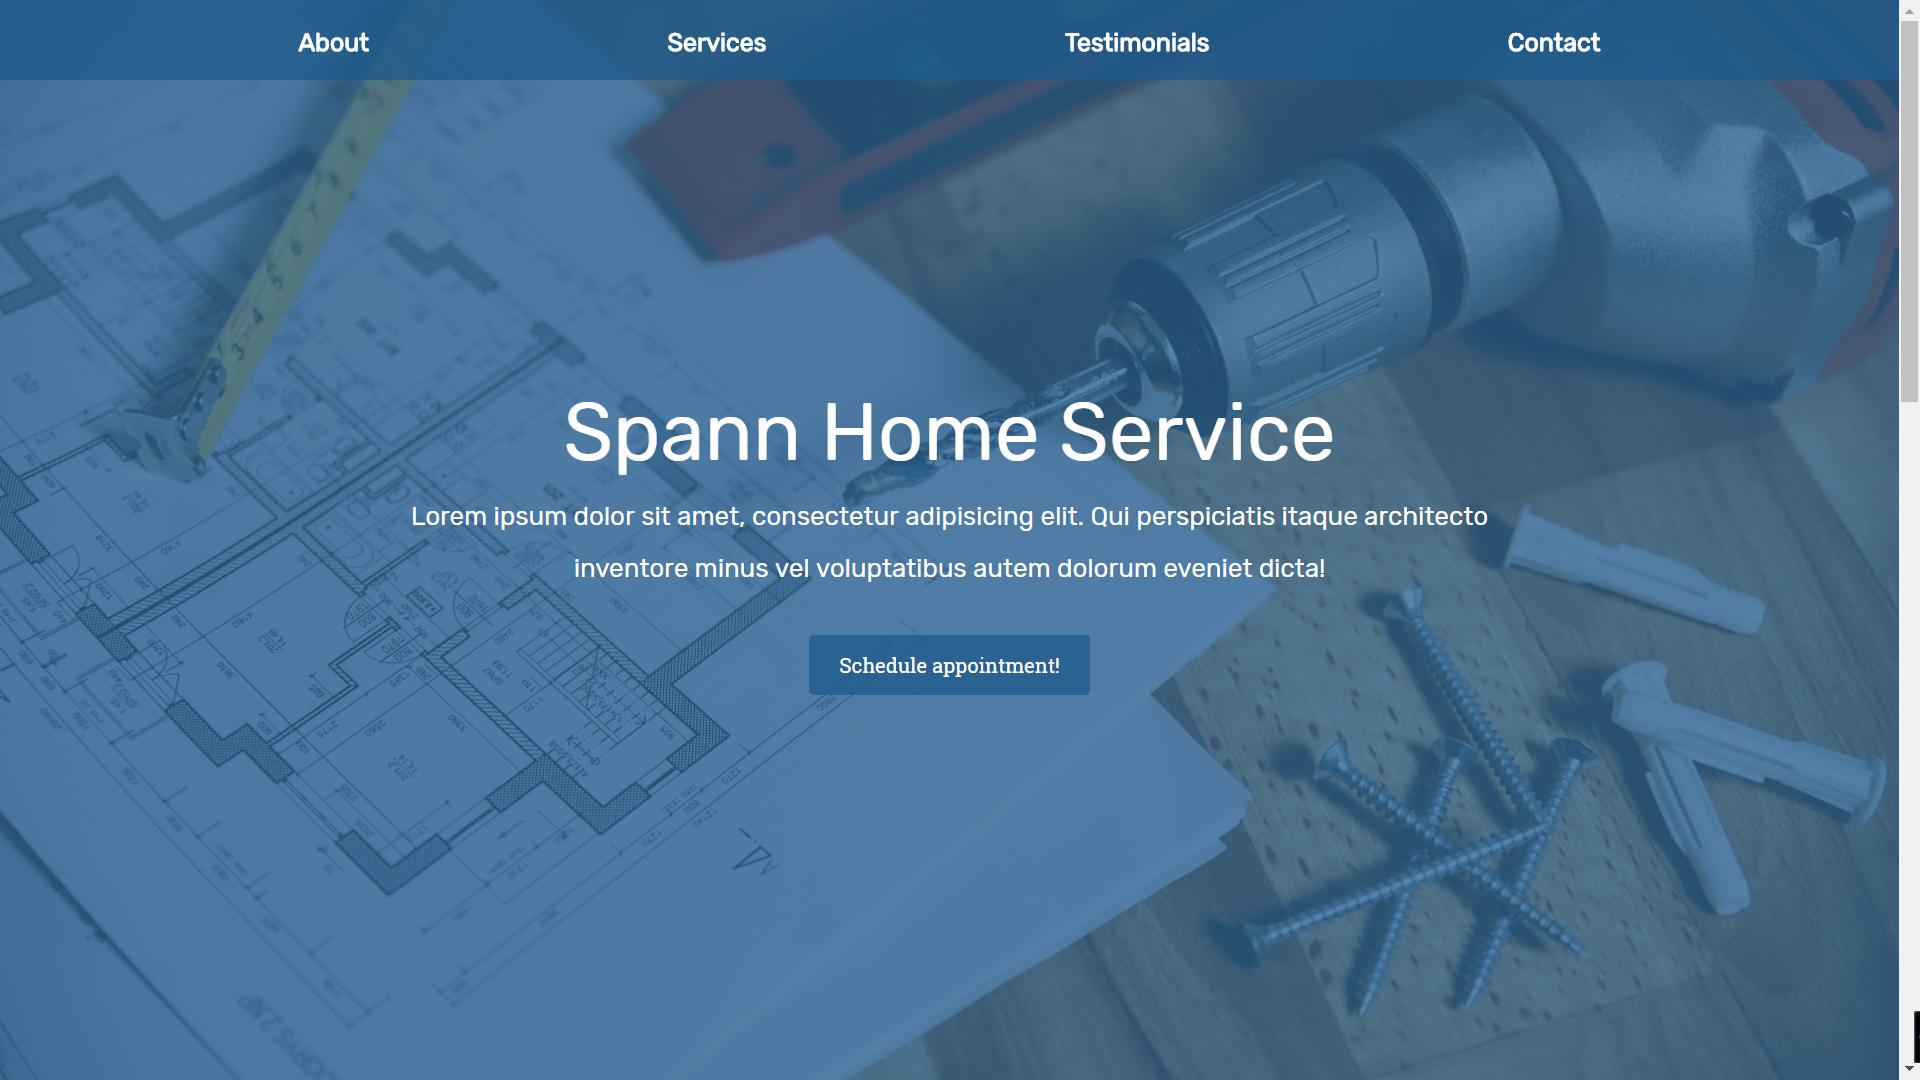 About
Services
Testimonials
Contact
Spann Home Service
Lorem ipsum dolor sit amet, consectetur adipisicing elit. Qui perspiciatis itaque architecto
inventore minus vel voluptatibus autem dolorum eveniet dicta!
Schedule appointment!